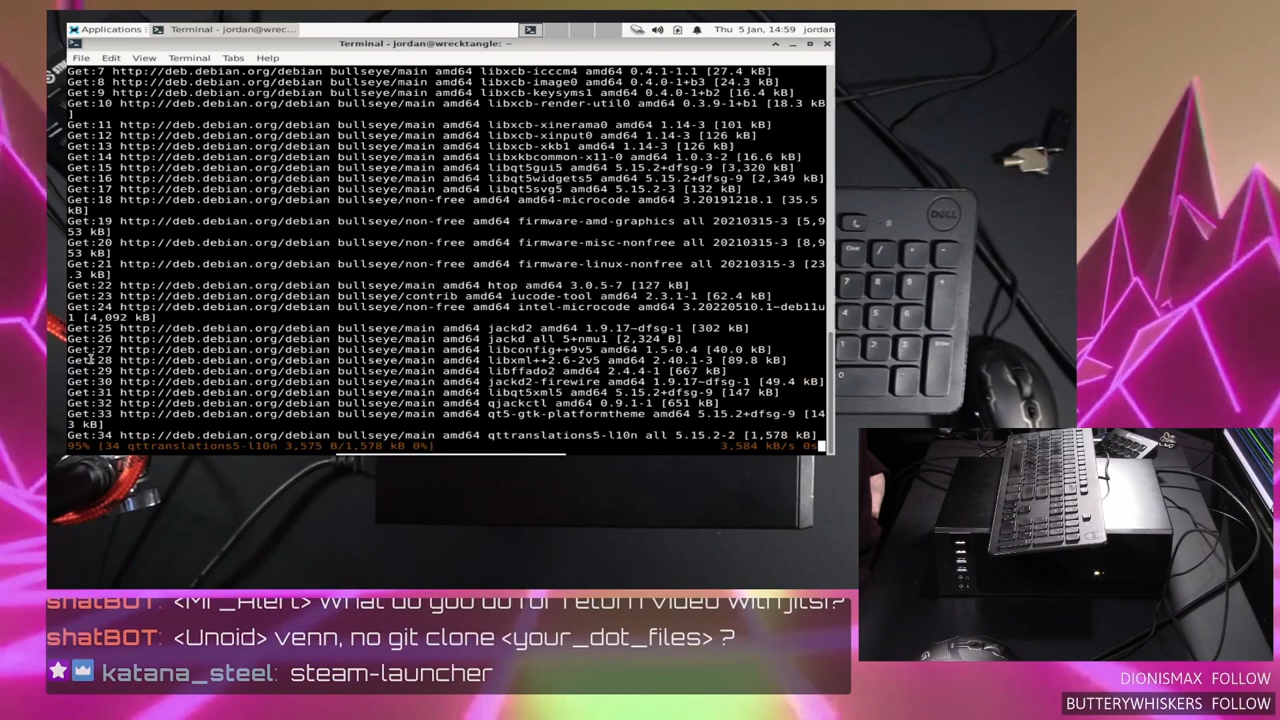 Applications
Terminal - jordan@wrec...
Thu 5 Jan, 14:59
jordan
Terminal - jordan@wrecktangle: ~
File Edit View Terminal Tabs Help
Get:7 http://deb.debian.org/debian bullseye/main amd64 libxcb-icccm4 amd64 0.4.1-1.1 [27.4 kB]
Get:8 http://deb.debian.org/debian bullseye/main amd64 libxcb-image0 amd64 0.4.0-1+b3 [24.3 kB]
Get:9 http://deb.debian.org/debian bullseye/main amd64 libxcb-keysyms1 amd64 0.4.0-1+b2 [16.4 kB]
Get:10 http://deb.debian.org/debian bullseye/main amd64 libxcb-render-util0 amd64 0.3.9-1+b1 [18.3 kB
]
Get:11 http://deb.debian.org/debian bullseye/main amd64 libxcb-xinerama0 amd64 1.14-3 [101 kB]
Get:12 http://deb.debian.org/debian bullseye/main amd64 libxcb-xinput0 amd64 1.14-3 [126 kB]
Get:13 http://deb.debian.org/debian bullseye/main amd64 libxcb-xkb1 amd64 1.14-3 [126 kB]
Get:14 http://deb.debian.org/debian bullseye/main amd64 libxkbcommon-x11-0 amd64 1.0.3-2 [16.6 kB]
Get:15 http://deb.debian.org/debian bullseye/main amd64 libqt5gui5 amd64 5.15.2+dfsg-9 [3,320 kB]
Get:16 http://deb.debian.org/debian bullseye/main amd64 libqt5widgets5 amd64 5.15.2+dfsg-9 [2,349 kB]
Get:17 http://deb.debian.org/debian bullseye/main amd64 libqt5svg5 amd64 5.15.2-3 [132 kB]
Get:18 http://deb.debian.org/debian bullseye/non-free amd64 amd64-microcode amd64 3.20191218.1 [35.5
kB]
Get:19 http://deb.debian.org/debian bullseye/non-free amd64 firmware-amd-graphics all 20210315-3 [5,9
53 kB]
Get:20 http://deb.debian.org/debian bullseye/non-free amd64 firmware-misc-nonfree all 20210315-3 [8,9
53 kB]
Get:21 http://deb.debian.org/debian bullseye/non-free amd64 firmware-linux-nonfree all 20210315-3 [23
.3 kB]
Get:22 http://deb.debian.org/debian bullseye/main amd64 htop amd64 3.0.5-7 [127 kB]
Get:23 http://deb.debian.org/debian bullseye/contrib amd64 iucode-tool amd64 2.3.1-1 [62.4 kB]
Get:24 http://deb.debian.org/debian bullseye/non-free amd64 intel-microcode amd64 3.20220510.1~deb11u
1 [4,092 kB]
Get:25 http://deb.debian.org/debian bullseye/main amd64 jackd2 amd64 1.9.17~dfsg-1 [302 kB]
Get:26 http://deb.debian.org/debian bullseye/main amd64 jackd all 5+nmu1 [2,324 B]
Get:27 http://deb.debian.org/debian bullseye/main amd64 libconfig++9v5 amd64 1.5-0.4 [40.0 kB]
Get:28 http://deb.debian.org/debian bullseye/main amd64 libxml++2.6-2v5 amd64 2.40.1-3 [89.8 kB]
Get:29 http://deb.debian.org/debian bullseye/main amd64 libffado2 amd64 2.4.4-1 [667 kB]
Get:30 http://deb.debian.org/debian bullseye/main amd64 jackd2-firewire amd64 1.9.17~dfsg-1 [49.4 kB]
Get:31 http://deb.debian.org/debian bullseye/main amd64 libqt5xml5 amd64 5.15.2+dfsg-9 [147 kB]
Get:32 http://deb.debian.org/debian bullseye/main amd64 qjackctl amd64 0.9.1-1 [651 kB]
Get:33 http://deb.debian.org/debian bullseye/main amd64 qt5-gtk-platformtheme amd64 5.15.2+dfsg-9 [14
3 kB]
Get:34 http://deb.debian.org/debian bullseye/main amd64 qttranslations5-l10n all 5.15.2-2 [1,578 kB]
95% [34 qttranslations5-l10n 3,575 B/1,578 kB 0%] 3,584 kB/s 0s
DELL
shatBOT: <Mr_Alert> What do you do for return video with jitsi?
shatBOT: <Unoid> venn, no git clone <your_dot_files> ?
katana_steel: steam-launcher
DIONISMAX FOLLOW
BUTTERYWHISKERS FOLLOW